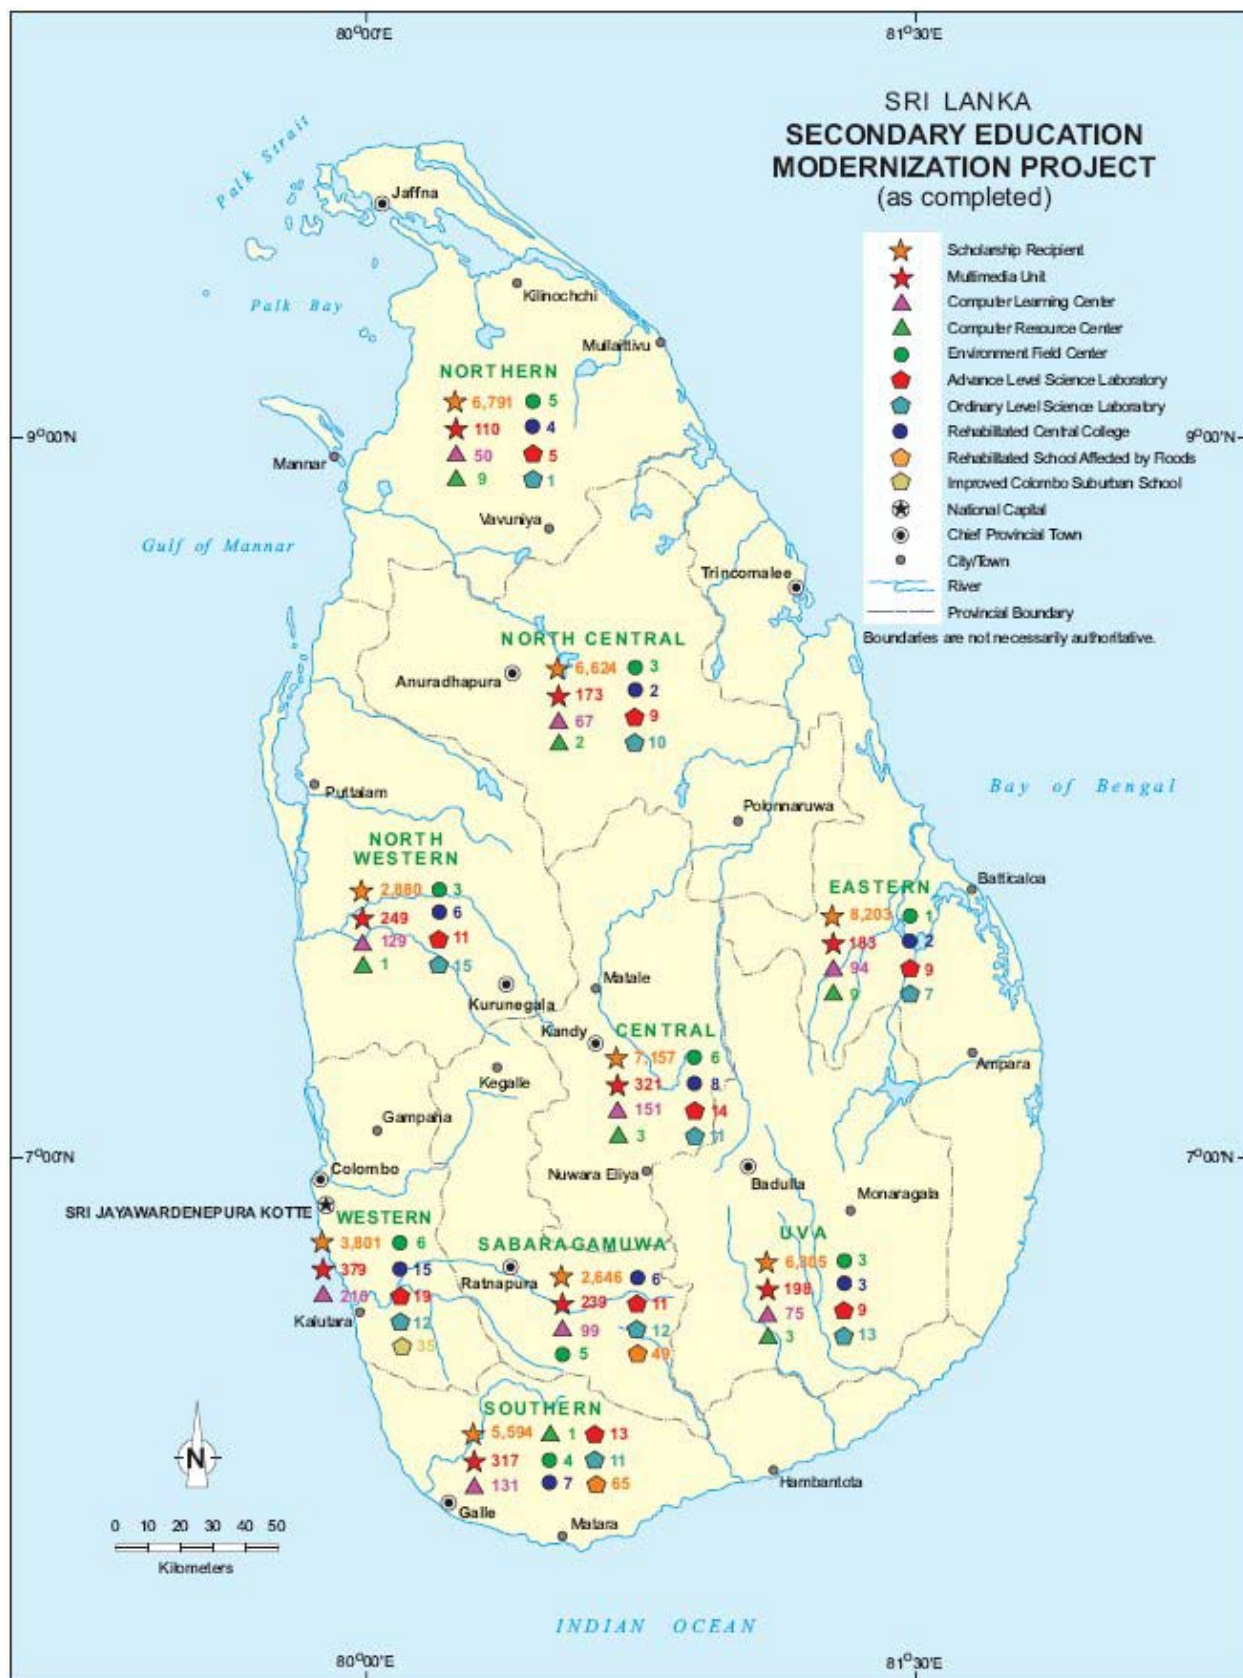 80°00'E
81°30'E
SRI LANKA
SECONDARY EDUCATION
MODERNIZATION PROJECT
(as completed)
Scholarship Recipient
Multimedia Unit
Computer Learning Center
Computer Resource Center
Environment Field Center
Advance Level Science Laboratory
Ordinary Level Science Laboratory
Rehabilitated Central College
Rehabilitated School Affected by Floods
Improved Colombo Suburban School
National Capital
Chief Provincial Town
City/Town
River
Provincial Boundary
Boundaries are not necessarily authoritative.
Palk Strait
Jaffna
Palk Bay
Kilinochchi
Mullaittivu
NORTHERN
6,791 5
110 4
50 5
9 1
9°00'N
9°00'N
Mannar
Vavuniya
Gulf of Mannar
Trincomalee
NORTH CENTRAL
6,624 3
173 2
67 9
2 10
Anuradhapura
Puttalam
Polonnaruwa
Bay of Bengal
NORTH
WESTERN
2,880 3
249 6
129 11
1 15
EASTERN
8,203 1
183 2
94 9
9 7
Batticaloa
Matale
Kurunegala
Kandy
CENTRAL
7,157 6
321 8
151 14
3 11
Kegalle
Ampara
Gampaha
7°00'N
7°00'N
Colombo
Nuwara Eliya
Badulla
Monaragala
SRI JAYAWARDENEPURA KOTTE
WESTERN
3,801 6
379 15
19
12
35
Kalutara
SABARAGAMUWA
Ratnapura
2,646 6
239 11
99 12
5 49
UVA
6,305 3
198 3
75 9
3 13
SOUTHERN
5,594 1 13
317 4 11
131 7 65
Hambantota
Galle
Matara
N
0 10 20 30 40 50
Kilometers
INDIAN OCEAN
80°00'E
81°30'E